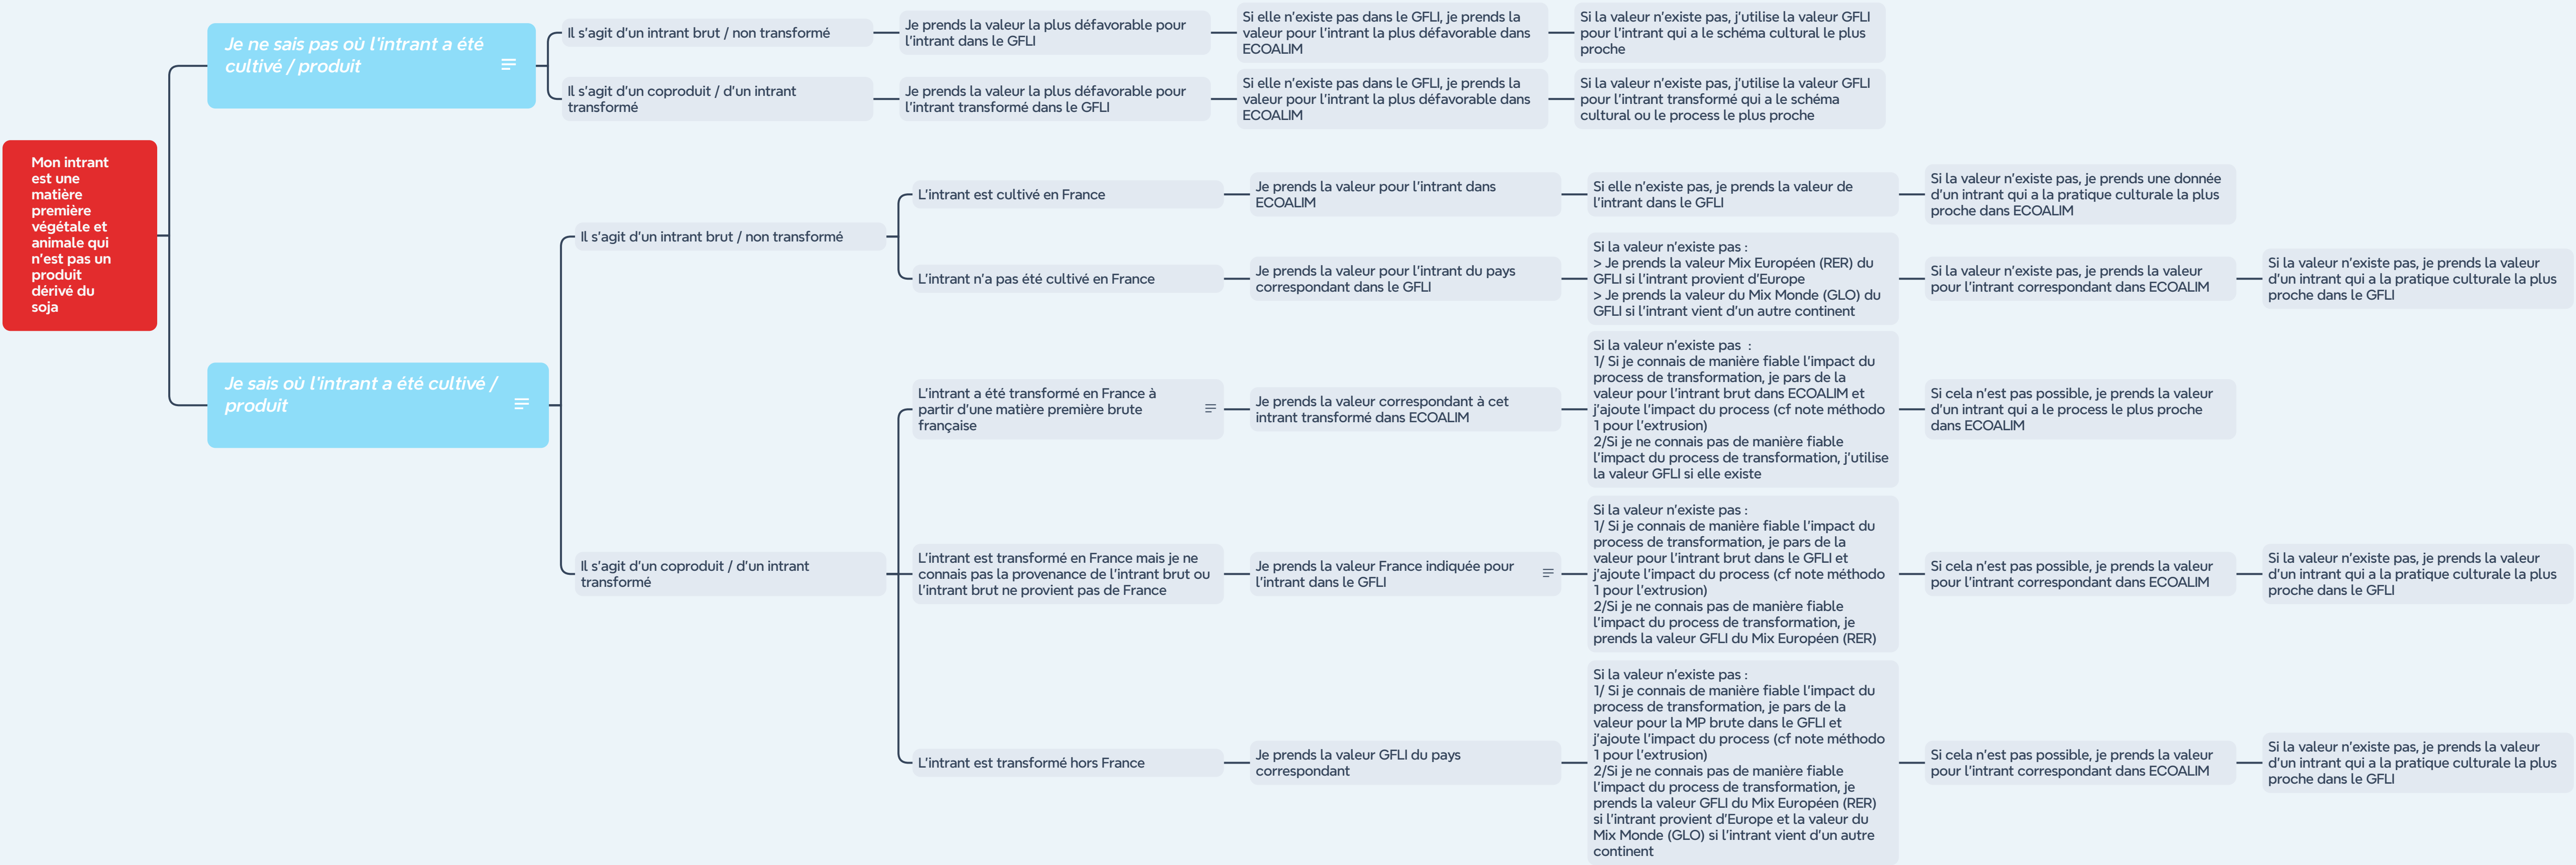 Mon intrant
est une
matière
première
végétale et
animale qui
n'est pas un
produit
dérivé du
soja
Je ne sais pas où l'intrant a été
cultivé / produit
Il s'agit d'un intrant brut / non transformé
Je prends la valeur la plus défavorable pour
l'intrant dans le GFLI
Si elle n'existe pas dans le GFLI, je prends la
valeur pour l'intrant la plus défavorable dans
ECOALIM
Si la valeur n'existe pas, j'utilise la valeur GFLI
pour l'intrant qui a le schéma cultural le plus
proche
Il s'agit d'un coproduit / d'un intrant
transformé
Je prends la valeur la plus défavorable pour
l'intrant transformé dans le GFLI
Si elle n'existe pas dans le GFLI, je prends la
valeur pour l'intrant la plus défavorable dans
ECOALIM
Si la valeur n'existe pas, j'utilise la valeur GFLI
pour l'intrant transformé qui a le schéma
cultural ou le process le plus proche
Je sais où l'intrant a été cultivé /
produit
Il s'agit d'un intrant brut / non transformé
L'intrant est cultivé en France
Je prends la valeur pour l'intrant dans
ECOALIM
Si elle n'existe pas, je prends la valeur de
l'intrant dans le GFLI
Si la valeur n'existe pas, je prends une donnée
d'un intrant qui a la pratique culturale la plus
proche dans ECOALIM
L'intrant n'a pas été cultivé en France
Je prends la valeur pour l'intrant du pays
correspondant dans le GFLI
Si la valeur n'existe pas :
> Je prends la valeur Mix Européen (RER) du
GFLI si l'intrant provient d'Europe
> Je prends la valeur du Mix Monde (GLO) du
GFLI si l'intrant vient d'un autre continent
Si la valeur n'existe pas, je prends la valeur
pour l'intrant correspondant dans ECOALIM
Si la valeur n'existe pas, je prends la valeur
d'un intrant qui a la pratique culturale la plus
proche dans le GFLI
Il s'agit d'un coproduit / d'un intrant
transformé
L'intrant a été transformé en France à
partir d'une matière première brute
française
Je prends la valeur correspondant à cet
intrant transformé dans ECOALIM
Si la valeur n'existe pas  :
1/ Si je connais de manière fiable l'impact du
process de transformation, je pars de la
valeur pour l'intrant brut dans ECOALIM et
j'ajoute l'impact du process (cf note méthodo
1 pour l'extrusion)
2/Si je ne connais pas de manière fiable
l'impact du process de transformation, j'utilise
la valeur GFLI si elle existe
Si cela n'est pas possible, je prends la valeur
d'un intrant qui a le process le plus proche
dans ECOALIM
L'intrant est transformé en France mais je ne
connais pas la provenance de l'intrant brut ou
l'intrant brut ne provient pas de France
Je prends la valeur France indiquée pour
l'intrant dans le GFLI
Si la valeur n'existe pas :
1/ Si je connais de manière fiable l'impact du
process de transformation, je pars de la
valeur pour l'intrant brut dans le GFLI et
j'ajoute l'impact du process (cf note méthodo
1 pour l'extrusion)
2/Si je ne connais pas de manière fiable
l'impact du process de transformation, je
prends la valeur GFLI du Mix Européen (RER)
Si cela n'est pas possible, je prends la valeur
pour l'intrant correspondant dans ECOALIM
Si la valeur n'existe pas, je prends la valeur
d'un intrant qui a la pratique culturale la plus
proche dans le GFLI
L'intrant est transformé hors France
Je prends la valeur GFLI du pays
correspondant
Si la valeur n'existe pas :
1/ Si je connais de manière fiable l'impact du
process de transformation, je pars de la
valeur pour la MP brute dans le GFLI et
j'ajoute l'impact du process (cf note méthodo
1 pour l'extrusion)
2/Si je ne connais pas de manière fiable
l'impact du process de transformation, je
prends la valeur GFLI du Mix Européen (RER)
si l'intrant provient d'Europe et la valeur du
Mix Monde (GLO) si l'intrant vient d'un autre
continent
Si cela n'est pas possible, je prends la valeur
pour l'intrant correspondant dans ECOALIM
Si la valeur n'existe pas, je prends la valeur
d'un intrant qui a la pratique culturale la plus
proche dans le GFLI